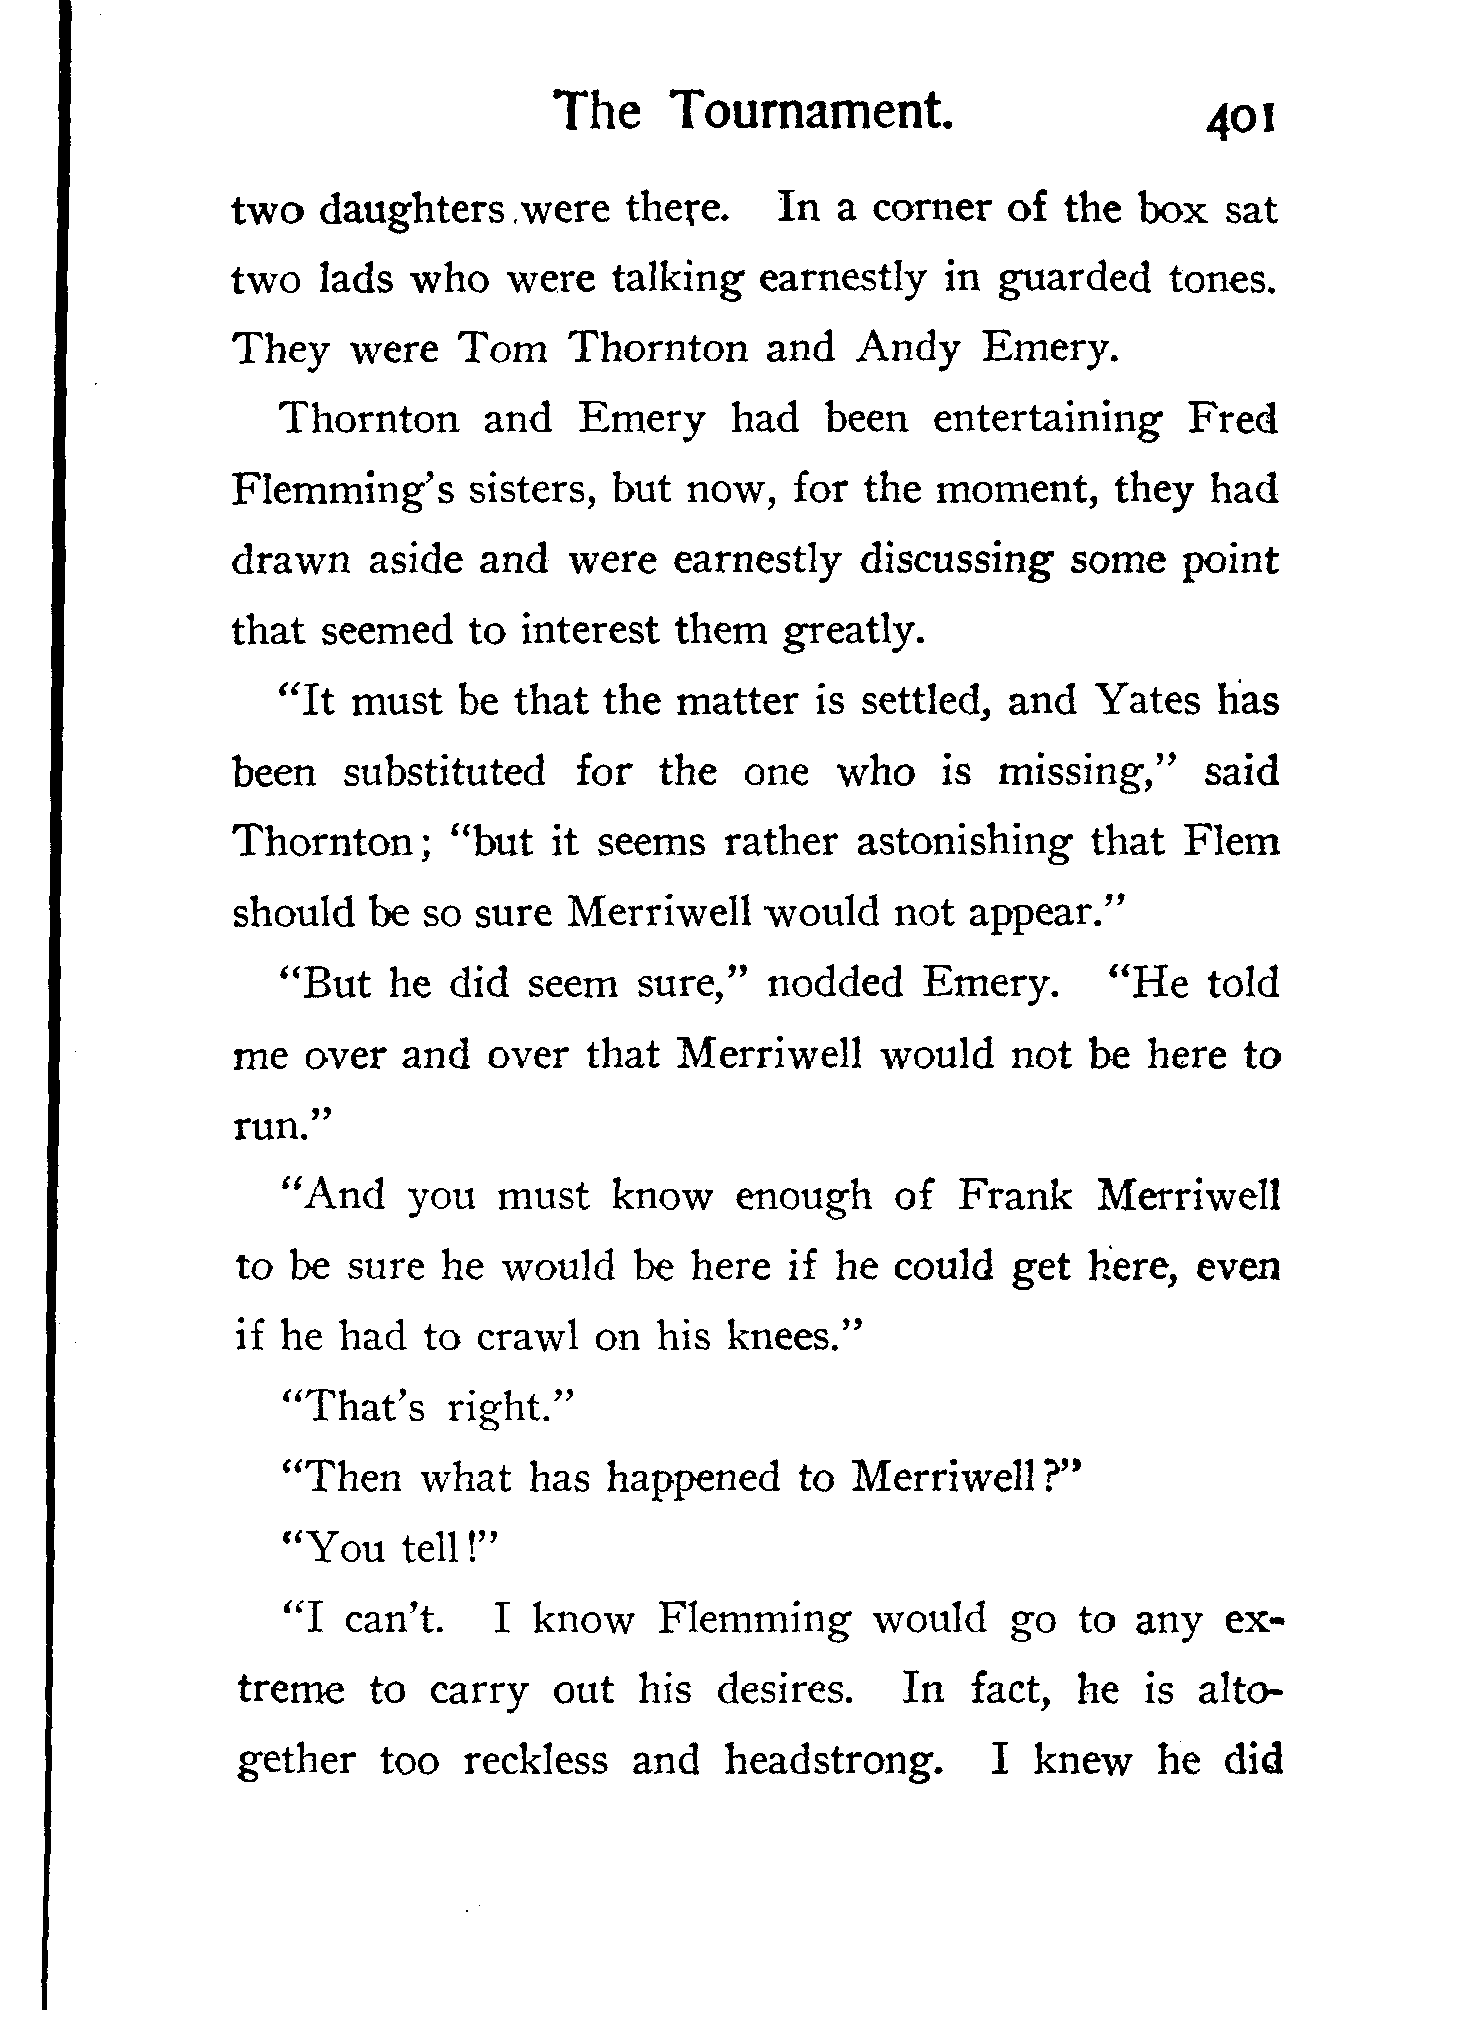 The Tournament. 401
two daughters were there. In a corner of the box sat
two lads who were talking earnestly in guarded tones.
They were Tom Thornton and Andy Emery.
Thornton and Emery had been entertaining Fred
Flemming's sisters, but now, for the moment, they had
drawn aside and were earnestly discussing some point
that seemed to interest them greatly.
"It must be that the matter is settled, and Yates has
been substituted for the one who is missing," said
Thornton; "but it seems rather astonishing that Flem
should be so sure Merriwell would not appear."
"But he did seem sure," nodded Emery. "He told
me over and over that Merriwell would not be here to
run."
"And you must know enough of Frank Merriwell
to be sure he would be here if he could get here, even
if he had to crawl on his knees."
"That's right."
"Then what has happened to Merriwell?"
"You tell!"
"I can't. I know Flemming would go to any ex-
treme to carry out his desires. In fact, he is alto-
gether too reckless and headstrong. I knew he did